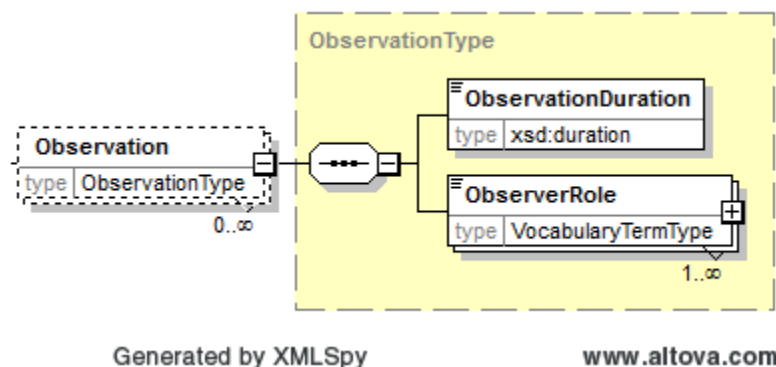 ObservationType
ObservationDuration
type xsd:duration
Observation
type ObservationType
0..∞
ObserverRole
type VocabularyTermType
1..∞
Generated by XMLSpy www.altova.com